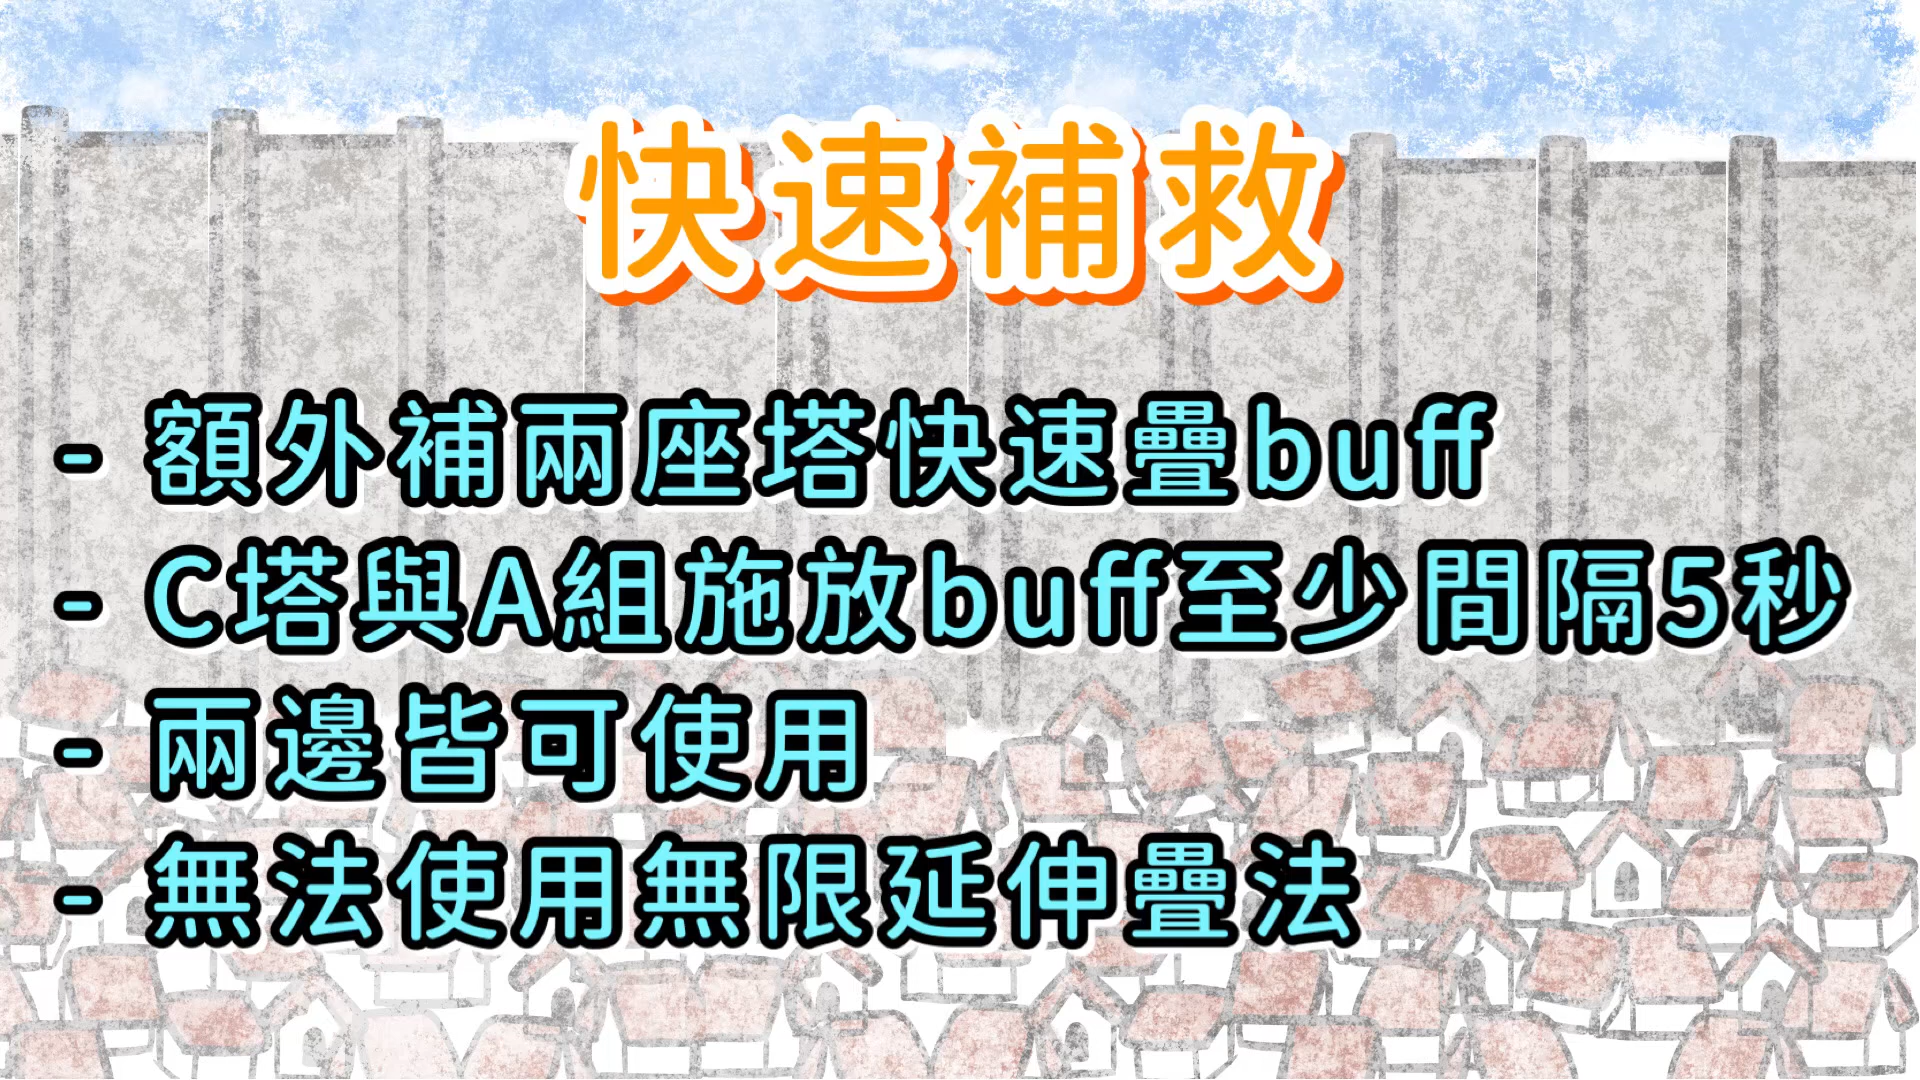 快速補救
- 額外補兩座塔快速疊buff
- C塔與A組施放buff至少間隔5秒
- 兩邊皆可使用
- 無法使用無限延伸疊法